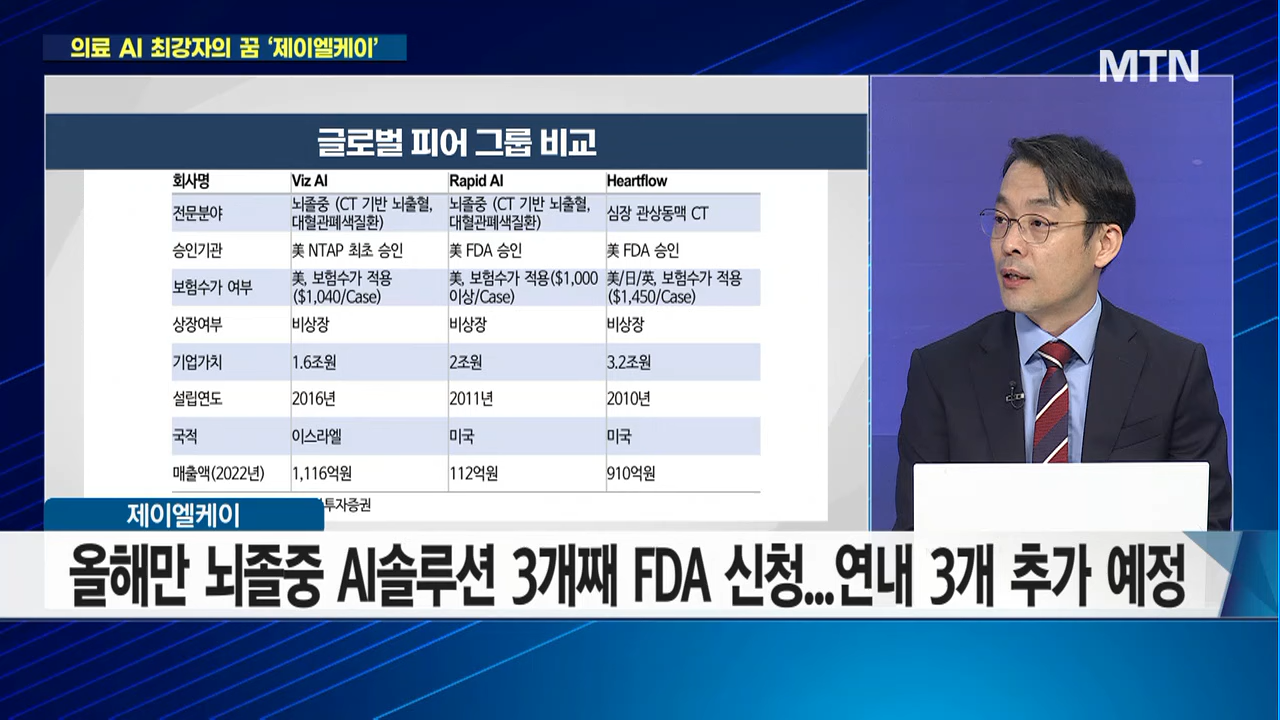 의료 AI 최강자의 꿈 '제이엘케이'
MTN
글로벌 피어 그룹 비교
회사명 Viz AI Rapid AI Heartflow
전문분야 뇌졸중 (CT 기반 뇌출혈, 대혈관폐색질환) 뇌졸중 (CT 기반 뇌출혈, 대혈관폐색질환) 심장 관상동맥 CT
승인기관 美 NTAP 최초 승인 美 FDA 승인 美 FDA 승인
보험수가 여부 美, 보험수가 적용 ($1,040/Case) 美, 보험수가 적용($1,000 이상/Case) 美/日/英, 보험수가 적용 ($1,450/Case)
상장여부 비상장 비상장 비상장
기업가치 1.6조원 2조원 3.2조원
설립연도 2016년 2011년 2010년
국적 이스라엘 미국 미국
매출액(2022년) 1,116억원 112억원 910억원
투자증권
제이엘케이
올해만 뇌졸중 AI솔루션 3개째 FDA 신청...연내 3개 추가 예정